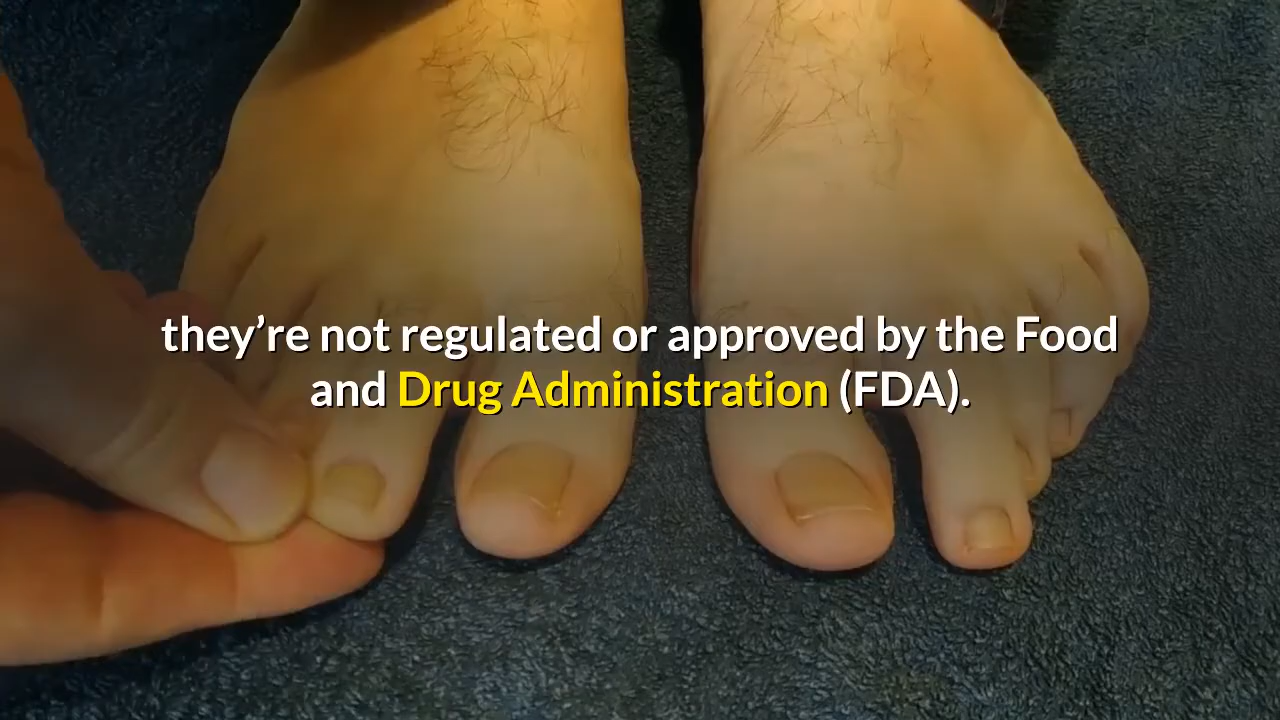 they’re not regulated or approved by the Food
and Drug Administration (FDA).